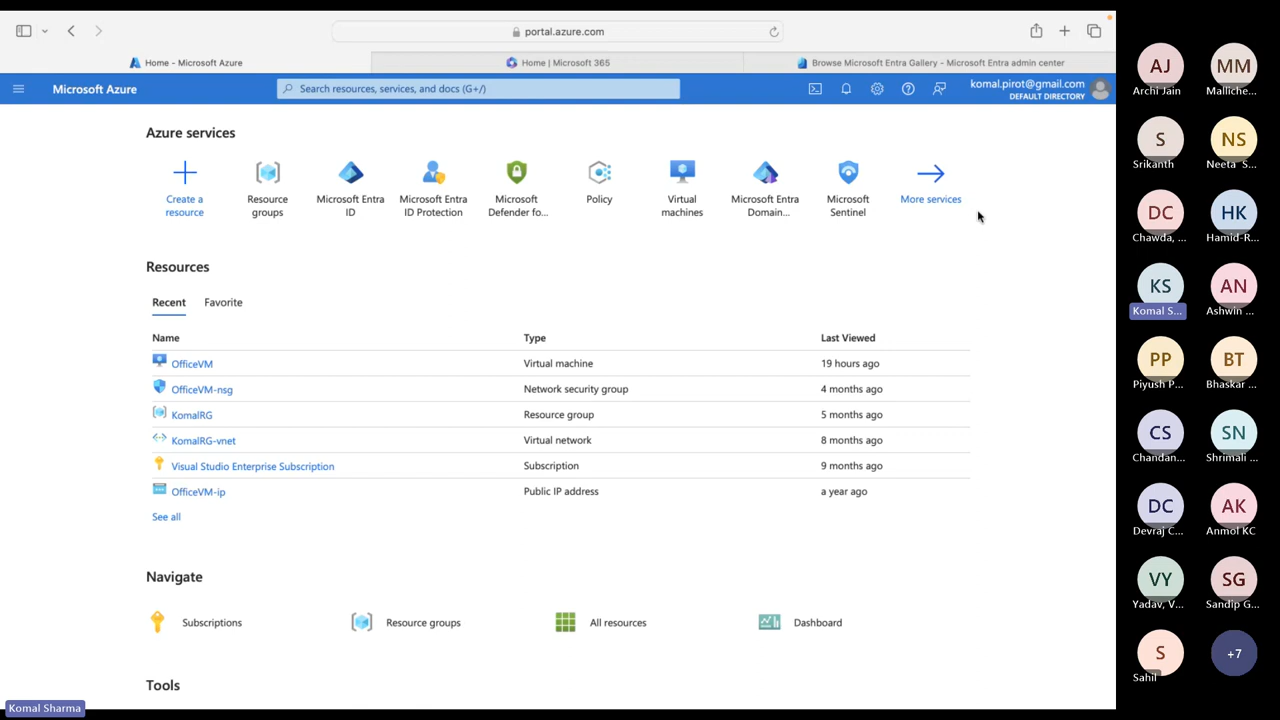 portal.azure.com
Home - Microsoft Azure
Home | Microsoft 365
Browse Microsoft Entra Gallery - Microsoft Entra admin center
Microsoft Azure
Search resources, services, and docs (G+/)
komal.pirot@gmail.com
DEFAULT DIRECTORY
Azure services
Create a resource
Resource groups
Microsoft Entra ID
Microsoft Entra ID Protection
Microsoft Defender fo...
Policy
Virtual machines
Microsoft Entra Domain...
Microsoft Sentinel
More services
Resources
Recent Favorite
Name Type Last Viewed
OfficeVM Virtual machine 19 hours ago
OfficeVM-nsg Network security group 4 months ago
KomalRG Resource group 5 months ago
KomalRG-vnet Virtual network 8 months ago
Visual Studio Enterprise Subscription Subscription 9 months ago
OfficeVM-ip Public IP address a year ago
See all
Navigate
Subscriptions Resource groups All resources Dashboard
Tools
Komal Sharma
AJ MM
Archi Jain Malliche...
S NS
Srikanth Neeta S...
DC HK
Chawda, ... Hamid-R...
KS AN
Komal S... Ashwin ...
PP BT
Piyush P... Bhaskar ...
CS SN
Chandan... Shrimali ...
DC AK
Devraj C... Anmol KC
VY SG
Yadav, V... Sandip G...
S +7
Sahil